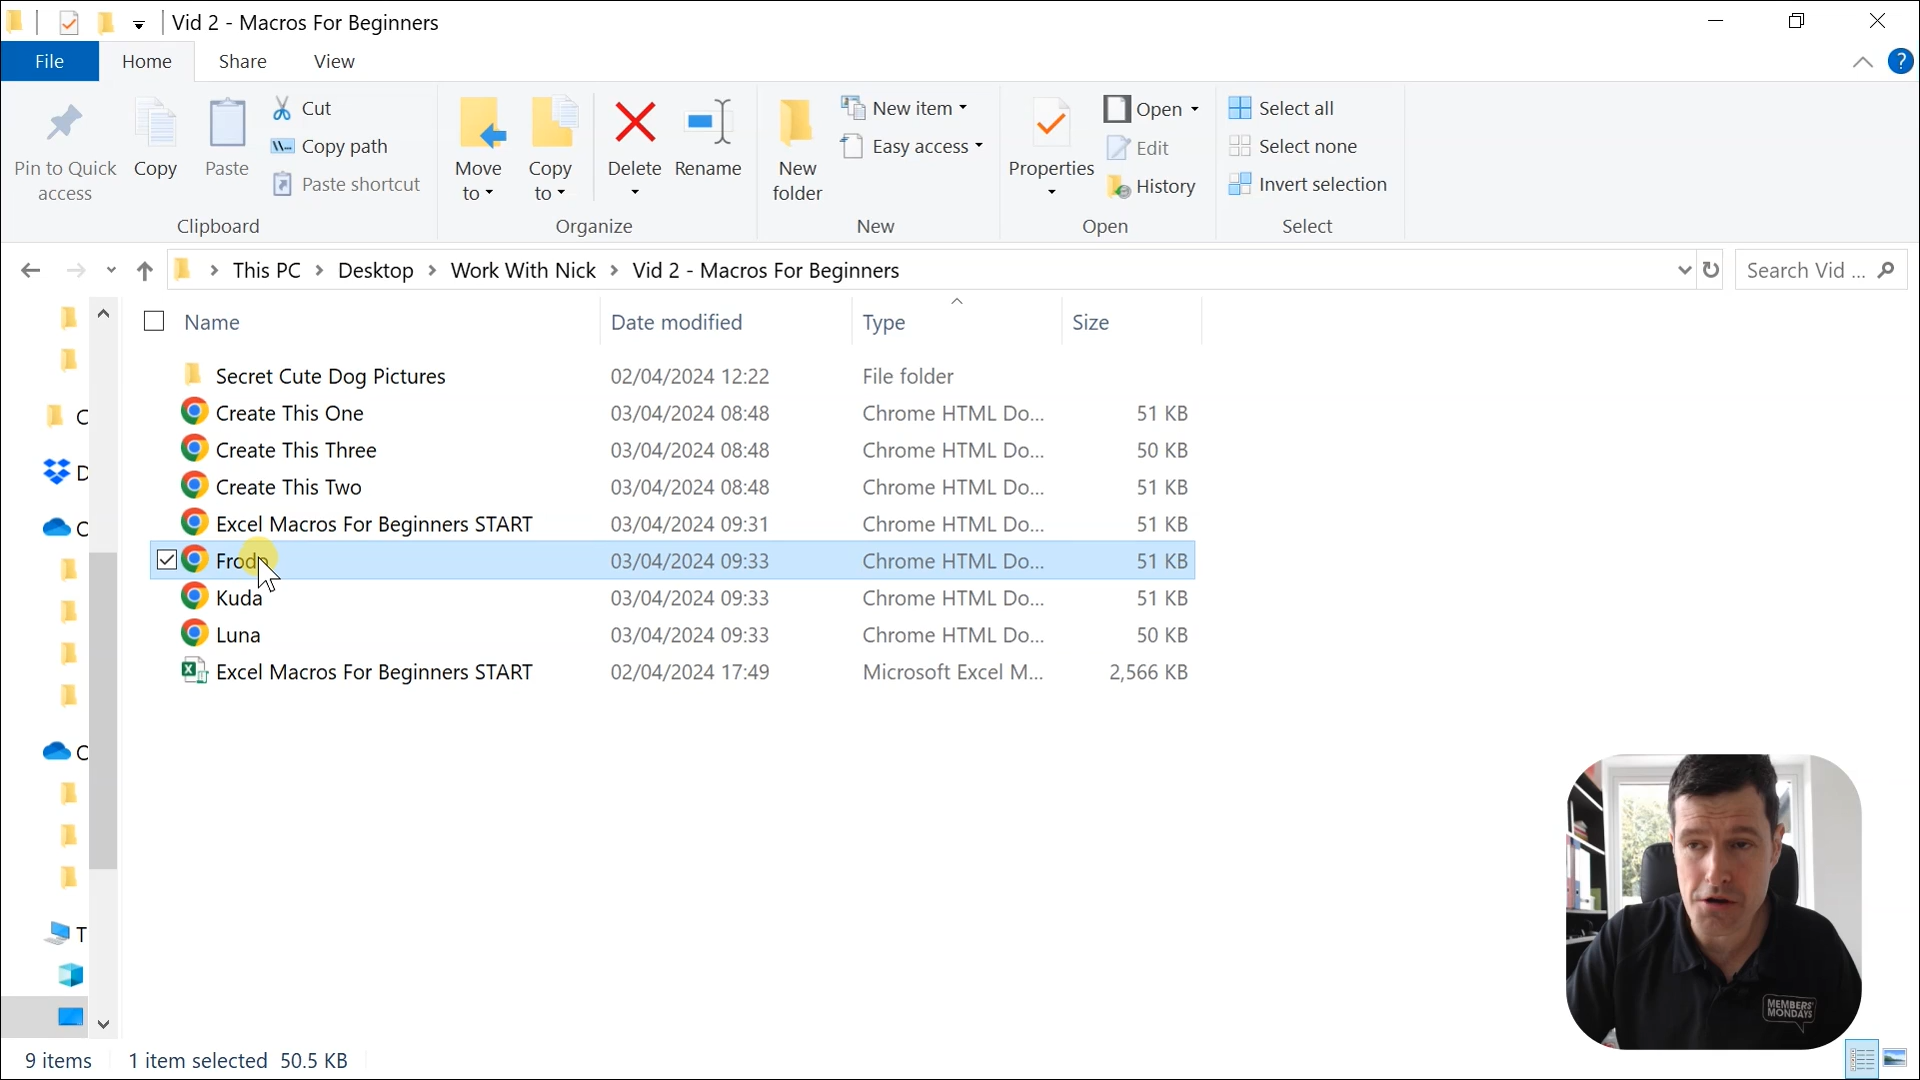 Vid 2 - Macros For Beginners
File
Home
Share
View
?
Pin to Quick access
Copy
Paste
Cut
Copy path
Paste shortcut
Clipboard
Move to
Copy to
Delete
Rename
Organize
New folder
New item
Easy access
New
Properties
Open
Edit
History
Open
Select all
Select none
Invert selection
Select
This PC > Desktop > Work With Nick > Vid 2 - Macros For Beginners
Search Vid ...
Name Date modified Type Size
Secret Cute Dog Pictures 02/04/2024 12:22 File folder
Create This One 03/04/2024 08:48 Chrome HTML Do... 51 KB
Create This Three 03/04/2024 08:48 Chrome HTML Do... 50 KB
Create This Two 03/04/2024 08:48 Chrome HTML Do... 51 KB
Excel Macros For Beginners START 03/04/2024 09:31 Chrome HTML Do... 51 KB
Frodo 03/04/2024 09:33 Chrome HTML Do... 51 KB
Kuda 03/04/2024 09:33 Chrome HTML Do... 51 KB
Luna 03/04/2024 09:33 Chrome HTML Do... 50 KB
Excel Macros For Beginners START 02/04/2024 17:49 Microsoft Excel M... 2,566 KB
C
D
C
C
T
MEMBERS'
MONDAYS
9 items 1 item selected 50.5 KB